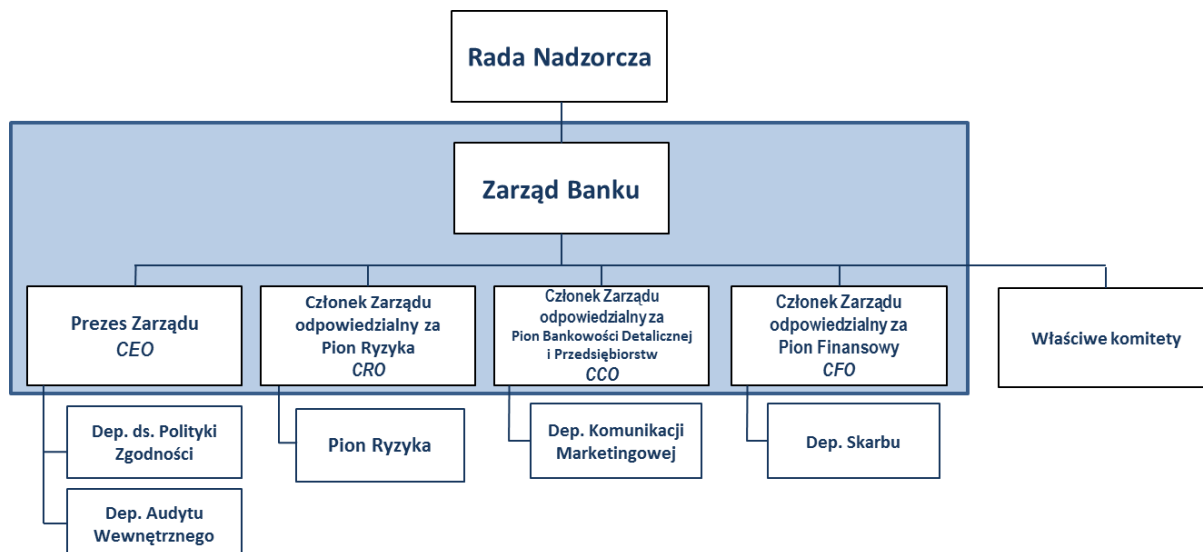 Rada Nadzorcza
Zarząd Banku
Prezes Zarządu
CEO
Członek Zarządu
odpowiedzialny za
Pion Ryzyka
CRO
Członek Zarządu
odpowiedzialny za
Pion Bankowości Detalicznej
i Przedsiębiorstw
CCO
Członek Zarządu
odpowiedzialny za
Pion Finansowy
CFO
Właściwe komitety
Dep. ds. Polityki
Zgodności
Pion Ryzyka
Dep. Komunikacji
Marketingowej
Dep. Skarbu
Dep. Audytu
Wewnętrznego